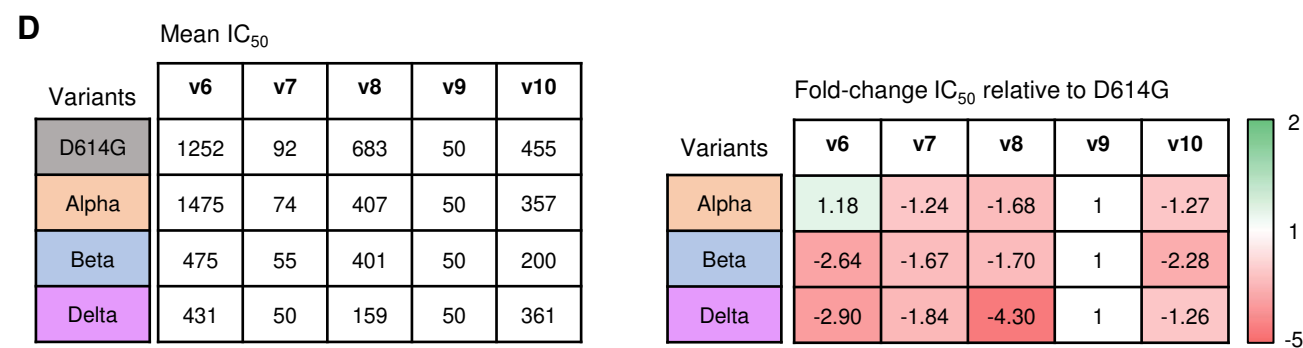 D
Mean IC50
Variants v6 v7 v8 v9 v10
D614G 1252 92 683 50 455
Alpha 1475 74 407 50 357
Beta 475 55 401 50 200
Delta 431 50 159 50 361
Fold-change IC50 relative to D614G
Variants v6 v7 v8 v9 v10
Alpha 1.18 -1.24 -1.68 1 -1.27
Beta -2.64 -1.67 -1.70 1 -2.28
Delta -2.90 -1.84 -4.30 1 -1.26
2
1
-5